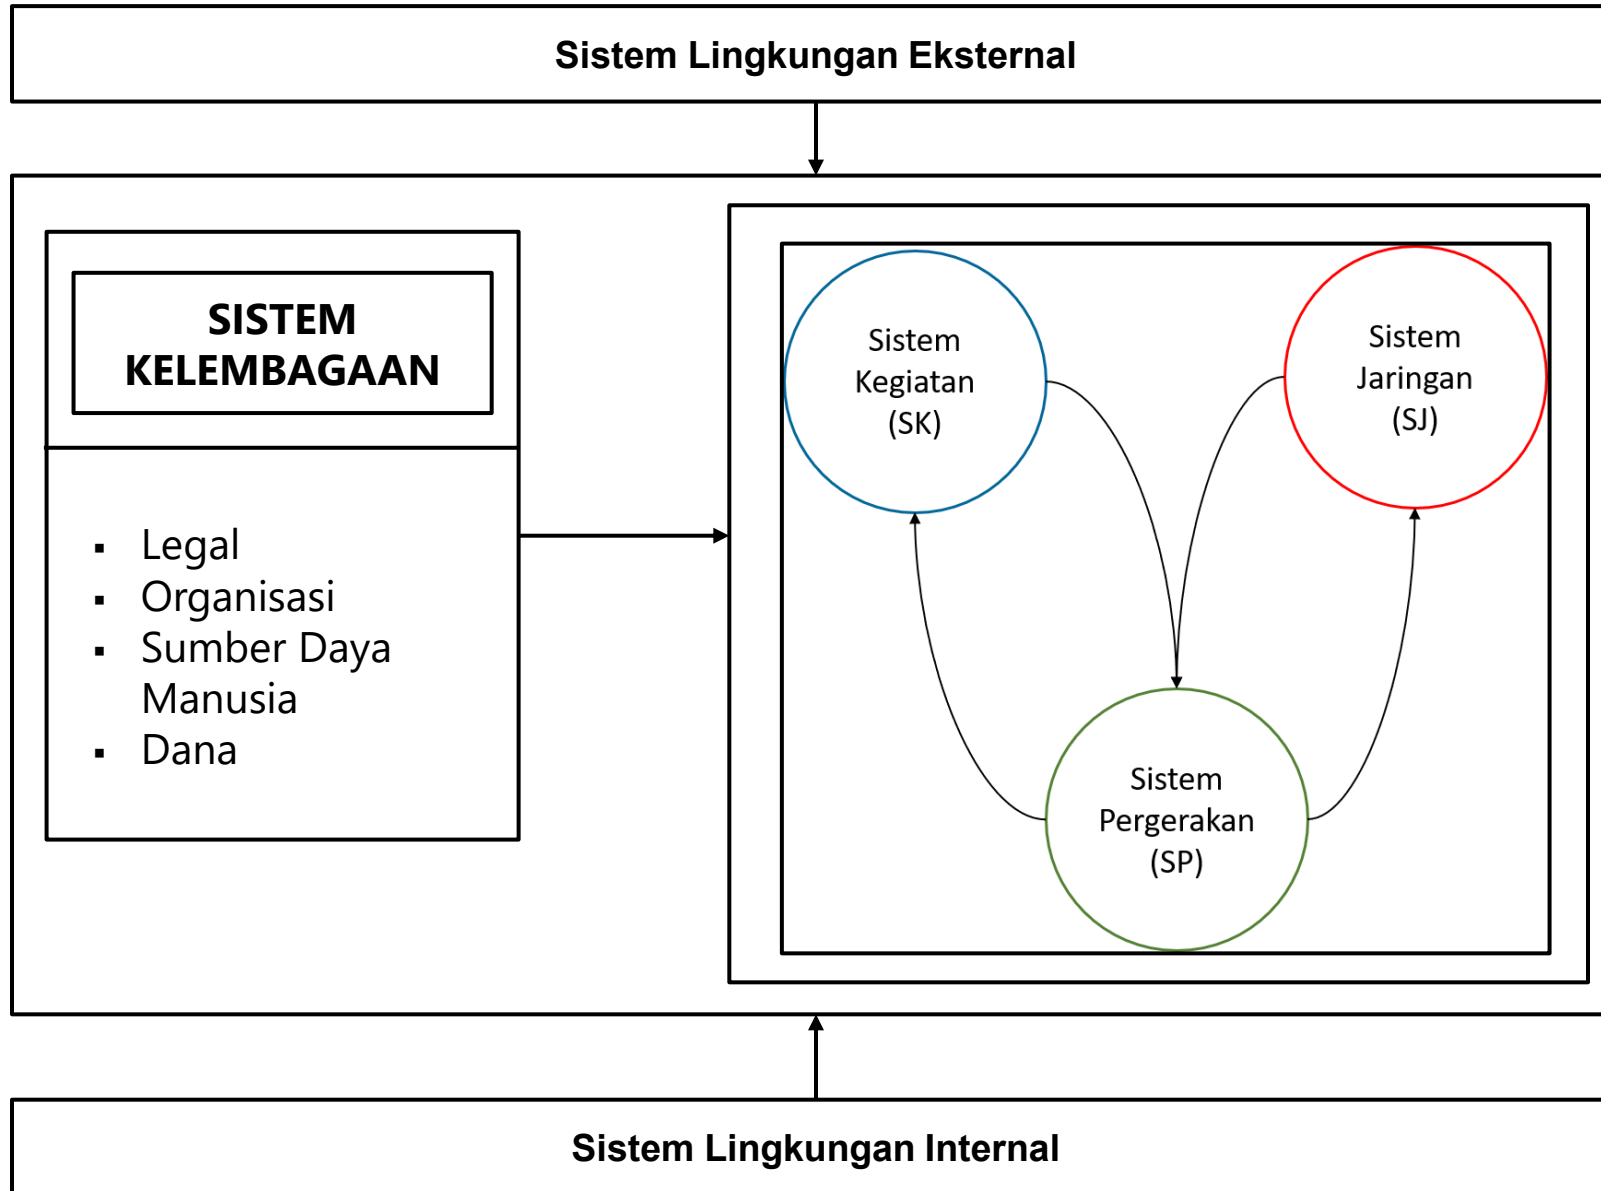 Sistem Lingkungan Eksternal
SISTEM
KELEMBAGAAN
▪ Legal
▪ Organisasi
▪ Sumber Daya
Manusia
▪ Dana
Sistem
Kegiatan
(SK)
Sistem
Jaringan
(SJ)
Sistem
Pergerakan
(SP)
Sistem Lingkungan Internal